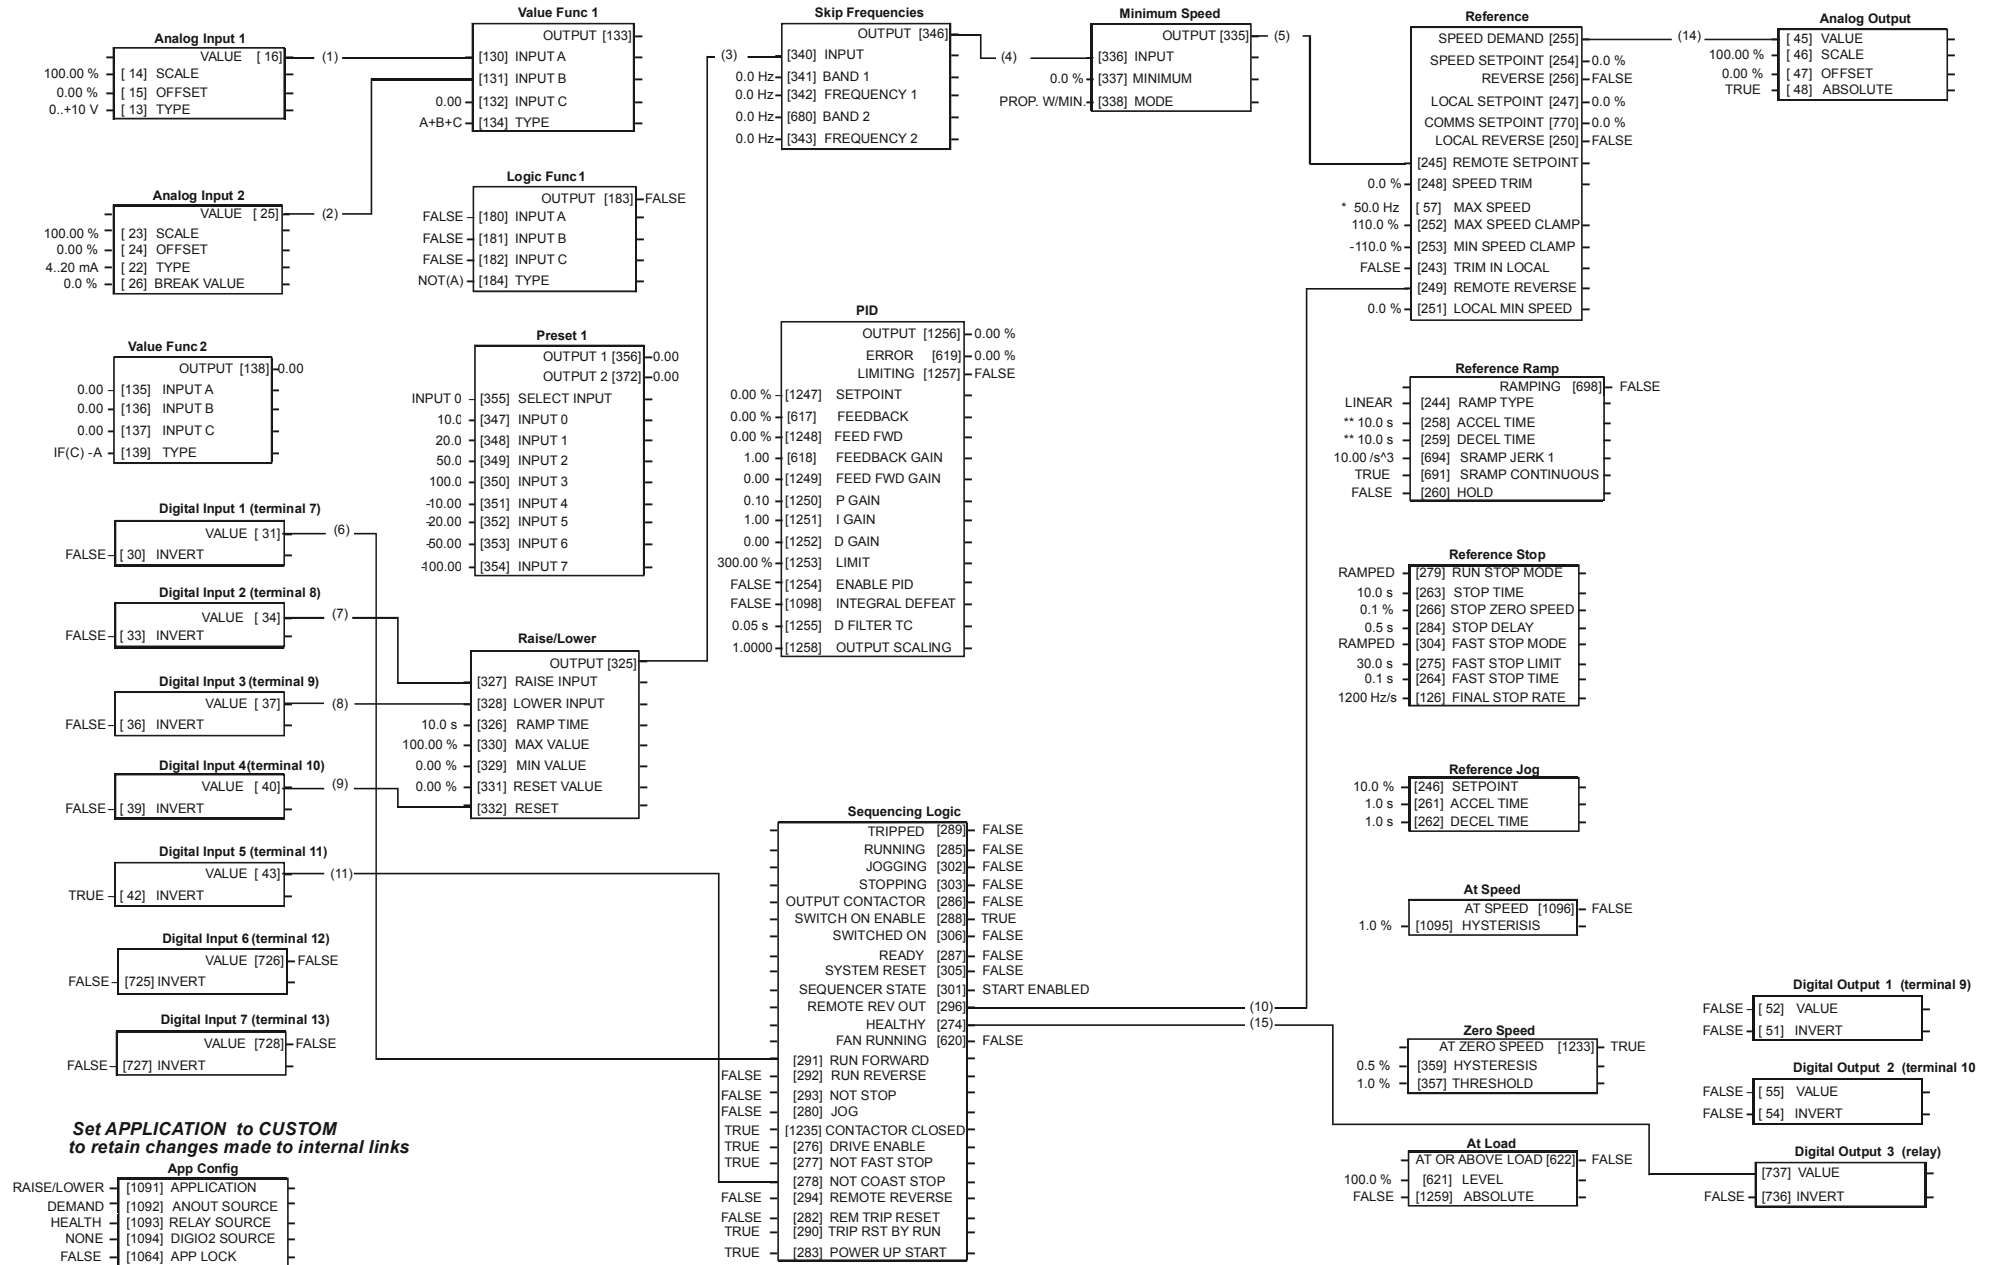 Analog Input 1
VALUE [ 16]
100.00 % [ 14] SCALE
0.00 % [ 15] OFFSET
0..+10 V [ 13] TYPE
(1)
Analog Input 2
VALUE [ 25]
100.00 % [ 23] SCALE
0.00 % [ 24] OFFSET
4..20 mA [ 22] TYPE
0.0 % [ 26] BREAK VALUE
(2)
Value Func 2
OUTPUT [138] 0.00
0.00 [135] INPUT A
0.00 [136] INPUT B
0.00 [137] INPUT C
IF(C) -A [139] TYPE
Digital Input 1 (terminal 7)
VALUE [ 31]
FALSE [ 30] INVERT
(6)
Digital Input 2 (terminal 8)
VALUE [ 34]
FALSE [ 33] INVERT
(7)
Digital Input 3 (terminal 9)
VALUE [ 37]
FALSE [ 36] INVERT
(8)
Digital Input 4 (terminal 10)
VALUE [ 40]
FALSE [ 39] INVERT
(9)
Digital Input 5 (terminal 11)
VALUE [ 43]
TRUE [ 42] INVERT
(11)
Digital Input 6 (terminal 12)
VALUE [726] FALSE
FALSE [725] INVERT
Digital Input 7 (terminal 13)
VALUE [728] FALSE
FALSE [727] INVERT
Set APPLICATION to CUSTOM
to retain changes made to internal links
App Config
RAISE/LOWER [1091] APPLICATION
DEMAND [1092] ANOUT SOURCE
HEALTH [1093] RELAY SOURCE
NONE [1094] DIGIO2 SOURCE
FALSE [1064] APP LOCK
Value Func 1
OUTPUT [133]
[130] INPUT A
[131] INPUT B
0.00 [132] INPUT C
A+B+C [134] TYPE
Logic Func 1
OUTPUT [183] FALSE
FALSE [180] INPUT A
FALSE [181] INPUT B
FALSE [182] INPUT C
NOT(A) [184] TYPE
Preset 1
OUTPUT 1 [356] 0.00
OUTPUT 2 [372] 0.00
INPUT 0 [355] SELECT INPUT
10.0 [347] INPUT 0
20.0 [348] INPUT 1
50.0 [349] INPUT 2
100.0 [350] INPUT 3
-10.00 [351] INPUT 4
-20.00 [352] INPUT 5
-50.00 [353] INPUT 6
-100.00 [354] INPUT 7
Raise/Lower
OUTPUT [325]
[327] RAISE INPUT
[328] LOWER INPUT
10.0 s [326] RAMP TIME
100.00 % [330] MAX VALUE
0.00 % [329] MIN VALUE
0.00 % [331] RESET VALUE
[332] RESET
(3)
Skip Frequencies
OUTPUT [346]
[340] INPUT
0.0 Hz [341] BAND 1
0.0 Hz [342] FREQUENCY 1
0.0 Hz [680] BAND 2
0.0 Hz [343] FREQUENCY 2
(4)
PID
OUTPUT [1256] 0.00 %
ERROR [619] 0.00 %
LIMITING [1257] FALSE
0.00 % [1247] SETPOINT
0.00 % [617] FEEDBACK
0.00 % [1248] FEED FWD
1.00 [618] FEEDBACK GAIN
0.00 [1249] FEED FWD GAIN
0.10 [1250] P GAIN
1.00 [1251] I GAIN
0.00 [1252] D GAIN
300.00 % [1253] LIMIT
FALSE [1254] ENABLE PID
FALSE [1098] INTEGRAL DEFEAT
0.05 s [1255] D FILTER TC
1.0000 [1258] OUTPUT SCALING
Sequencing Logic
TRIPPED [289] FALSE
RUNNING [285] FALSE
JOGGING [302] FALSE
STOPPING [303] FALSE
OUTPUT CONTACTOR [286] FALSE
SWITCH ON ENABLE [288] TRUE
SWITCHED ON [306] FALSE
READY [287] FALSE
SYSTEM RESET [305] FALSE
SEQUENCER STATE [301] START ENABLED
REMOTE REV OUT [296] (10)
HEALTHY [274] (15)
FAN RUNNING [620] FALSE
[291] RUN FORWARD
FALSE [292] RUN REVERSE
FALSE [293] NOT STOP
FALSE [280] JOG
TRUE [1235] CONTACTOR CLOSED
TRUE [276] DRIVE ENABLE
TRUE [277] NOT FAST STOP
[278] NOT COAST STOP
FALSE [294] REMOTE REVERSE
FALSE [282] REM TRIP RESET
TRUE [290] TRIP RST BY RUN
TRUE [283] POWER UP START
Minimum Speed
OUTPUT [335] (5)
[336] INPUT
0.0 % [337] MINIMUM
PROP. W/MIN. [338] MODE
Reference
SPEED DEMAND [255] (14)
SPEED SETPOINT [254] 0.0 %
REVERSE [256] FALSE
LOCAL SETPOINT [247] 0.0 %
COMMS SETPOINT [770] 0.0 %
LOCAL REVERSE [250] FALSE
[245] REMOTE SETPOINT
0.0 % [248] SPEED TRIM
* 50.0 Hz [ 57] MAX SPEED
110.0 % [252] MAX SPEED CLAMP
-110.0 % [253] MIN SPEED CLAMP
FALSE [243] TRIM IN LOCAL
[249] REMOTE REVERSE
0.0 % [251] LOCAL MIN SPEED
Reference Ramp
RAMPING [698] FALSE
LINEAR [244] RAMP TYPE
** 10.0 s [258] ACCEL TIME
** 10.0 s [259] DECEL TIME
10.00 /s^3 [694] SRAMP JERK 1
TRUE [691] SRAMP CONTINUOUS
FALSE [260] HOLD
Reference Stop
RAMPED [279] RUN STOP MODE
10.0 s [263] STOP TIME
0.1 % [266] STOP ZERO SPEED
0.5 s [284] STOP DELAY
RAMPED [304] FAST STOP MODE
30.0 s [275] FAST STOP LIMIT
0.1 s [264] FAST STOP TIME
1200 Hz/s [126] FINAL STOP RATE
Reference Jog
10.0 % [246] SETPOINT
1.0 s [261] ACCEL TIME
1.0 s [262] DECEL TIME
At Speed
AT SPEED [1096] FALSE
1.0 % [1095] HYSTERISIS
Zero Speed
AT ZERO SPEED [1233] TRUE
0.5 % [359] HYSTERESIS
1.0 % [357] THRESHOLD
At Load
AT OR ABOVE LOAD [622] FALSE
100.0 % [621] LEVEL
FALSE [1259] ABSOLUTE
Analog Output
[ 45] VALUE
100.00 % [ 46] SCALE
0.00 % [ 47] OFFSET
TRUE [ 48] ABSOLUTE
Digital Output 1 (terminal 9)
FALSE [ 52] VALUE
FALSE [ 51] INVERT
Digital Output 2 (terminal 10
FALSE [ 55] VALUE
FALSE [ 54] INVERT
Digital Output 3 (relay)
[737] VALUE
FALSE [736] INVERT